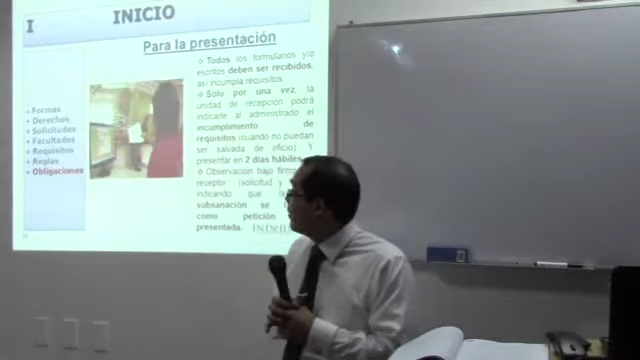 I
INICIO
Para la presentación
Formas
Derechos
Solicitudes
Facultades
Requisitos
Reglas
Obligaciones
Todos los formularios y/o
escritos deben ser recibidos
así incumpla requisitos.
Solo por una vez la
unidad de recepción podrá
indicarle al administrado el
incumplimiento de
requisitos (cuando no puedan
ser salvada de oficio) Y
presentar en 2 días hábiles
Observación bajo firma
receptor (solicitud y
indicando que
subsanación se
como petición
presentada.